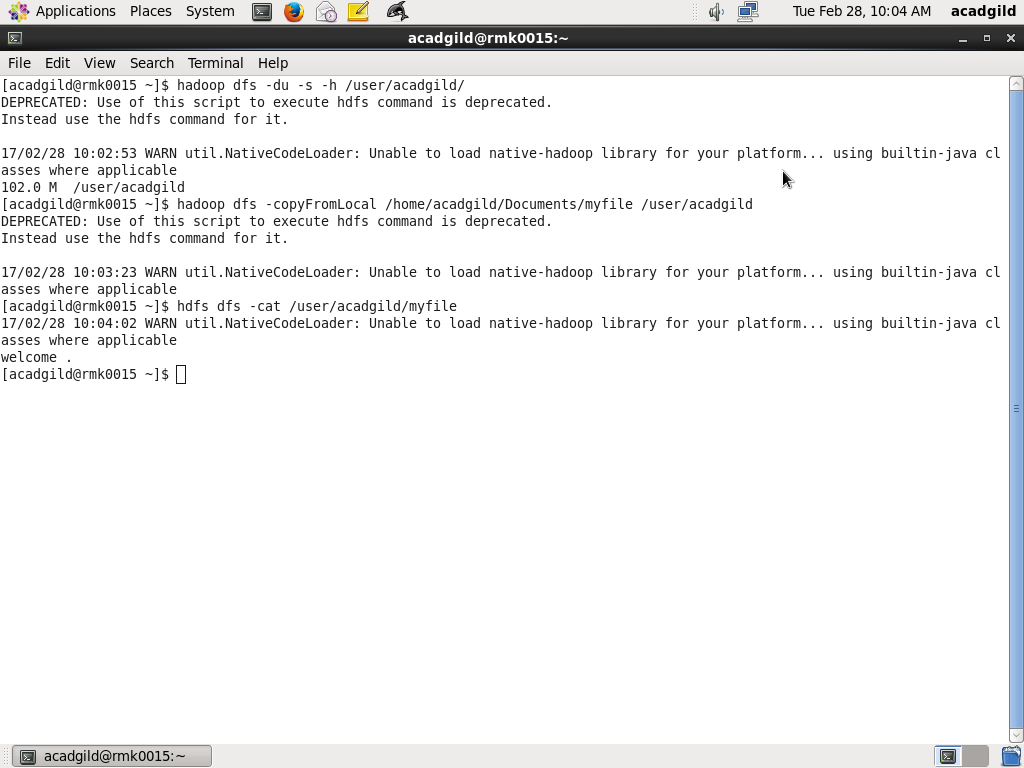 Applications Places System Tue Feb 28, 10:04 AM acadgild
acadgild@rmk0015:~
File Edit View Search Terminal Help
[acadgild@rmk0015 ~]$ hadoop dfs -du -s -h /user/acadgild/
DEPRECATED: Use of this script to execute hdfs command is deprecated.
Instead use the hdfs command for it.
17/02/28 10:02:53 WARN util.NativeCodeLoader: Unable to load native-hadoop library for your platform... using builtin-java cl
asses where applicable
102.0 M  /user/acadgild
[acadgild@rmk0015 ~]$ hadoop dfs -copyFromLocal /home/acadgild/Documents/myfile /user/acadgild
DEPRECATED: Use of this script to execute hdfs command is deprecated.
Instead use the hdfs command for it.
17/02/28 10:03:23 WARN util.NativeCodeLoader: Unable to load native-hadoop library for your platform... using builtin-java cl
asses where applicable
[acadgild@rmk0015 ~]$ hdfs dfs -cat /user/acadgild/myfile
17/02/28 10:04:02 WARN util.NativeCodeLoader: Unable to load native-hadoop library for your platform... using builtin-java cl
asses where applicable
welcome .
[acadgild@rmk0015 ~]$
acadgild@rmk0015:~